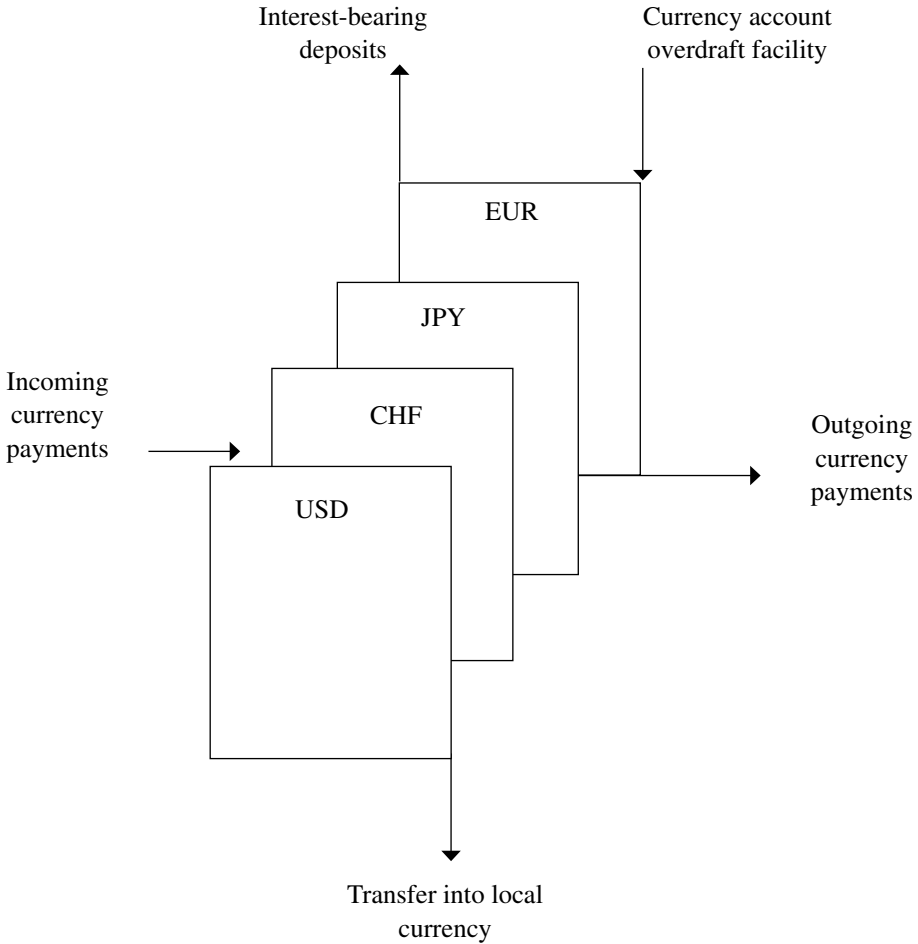 Interest-bearing
deposits
Currency account
overdraft facility
EUR
JPY
CHF
USD
Incoming
currency
payments
Outgoing
currency
payments
Transfer into local
currency